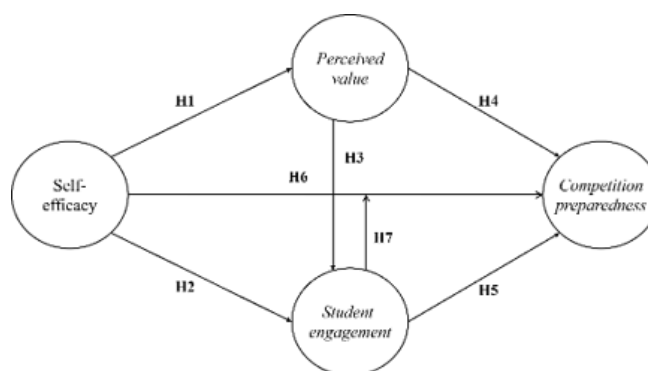 Perceived
value
H1
H4
H3
Self-
efficacy
H6
Competition
preparedness
H7
H2
Student
engagement
H5